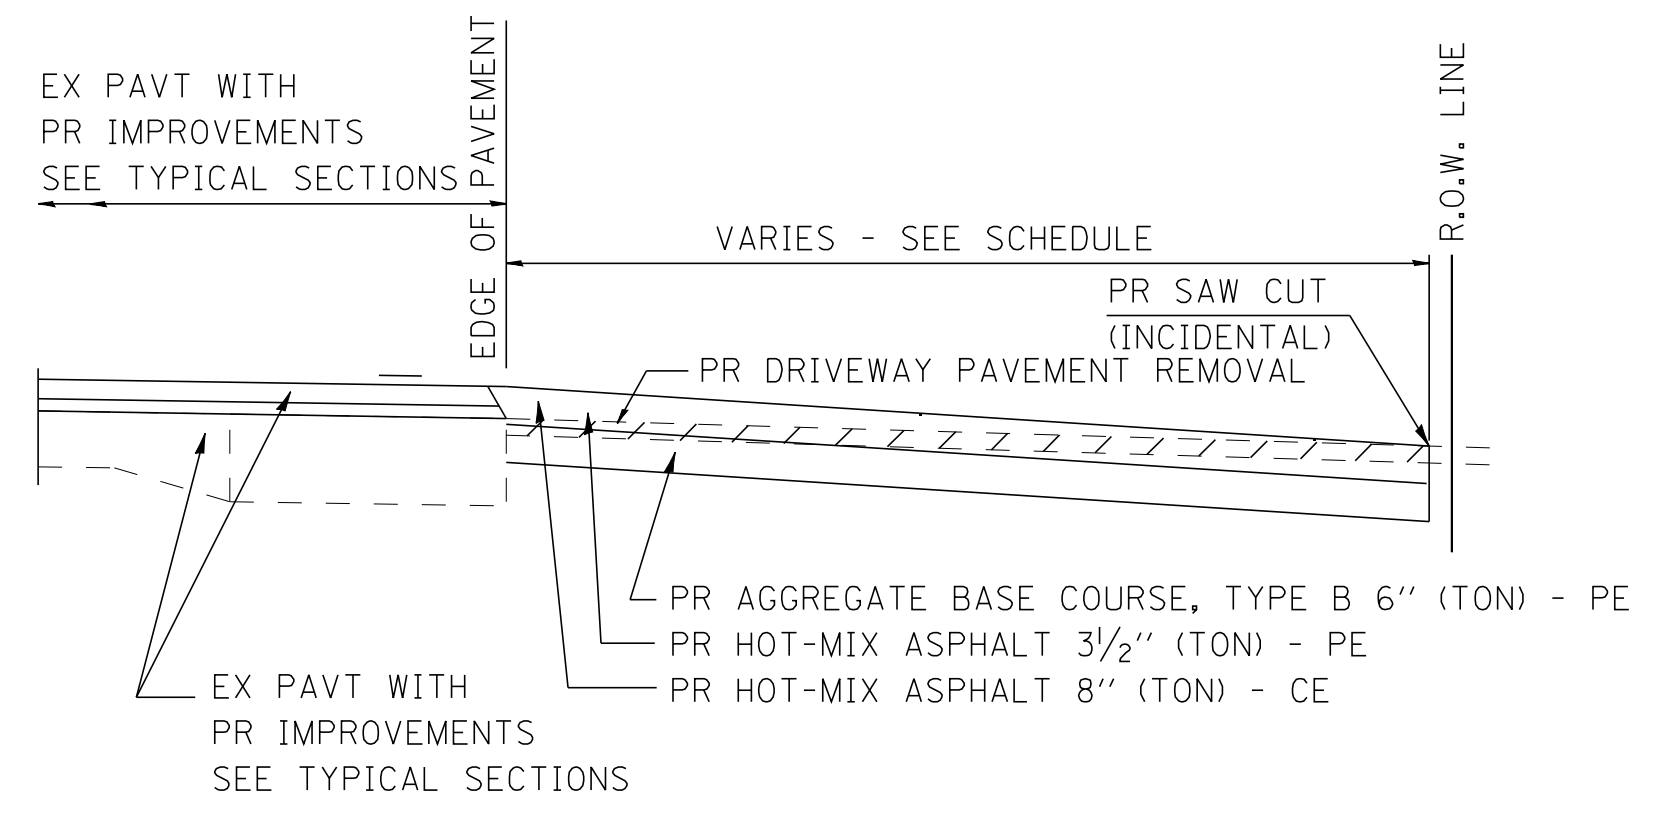 EX PAVT WITH
PR IMPROVEMENTS
SEE TYPICAL SECTIONS
EDGE OF PAVEMENT
R.O.W. LINE
VARIES - SEE SCHEDULE
PR SAW CUT
(INCIDENTAL)
PR DRIVEWAY PAVEMENT REMOVAL
PR AGGREGATE BASE COURSE, TYPE B 6" (TON) - PE
PR HOT-MIX ASPHALT 3½" (TON) - PE
PR HOT-MIX ASPHALT 8" (TON) - CE
EX PAVT WITH
PR IMPROVEMENTS
SEE TYPICAL SECTIONS